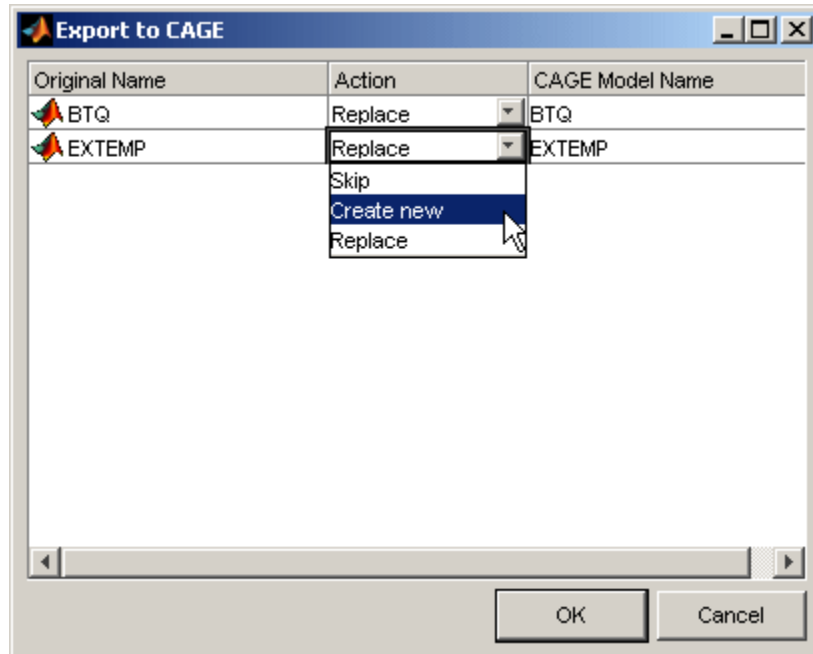 Export to CAGE
Original Name Action CAGE Model Name
BTQ Replace BTQ
EXTEMP Replace EXTEMP
Skip
Create new
Replace
OK Cancel